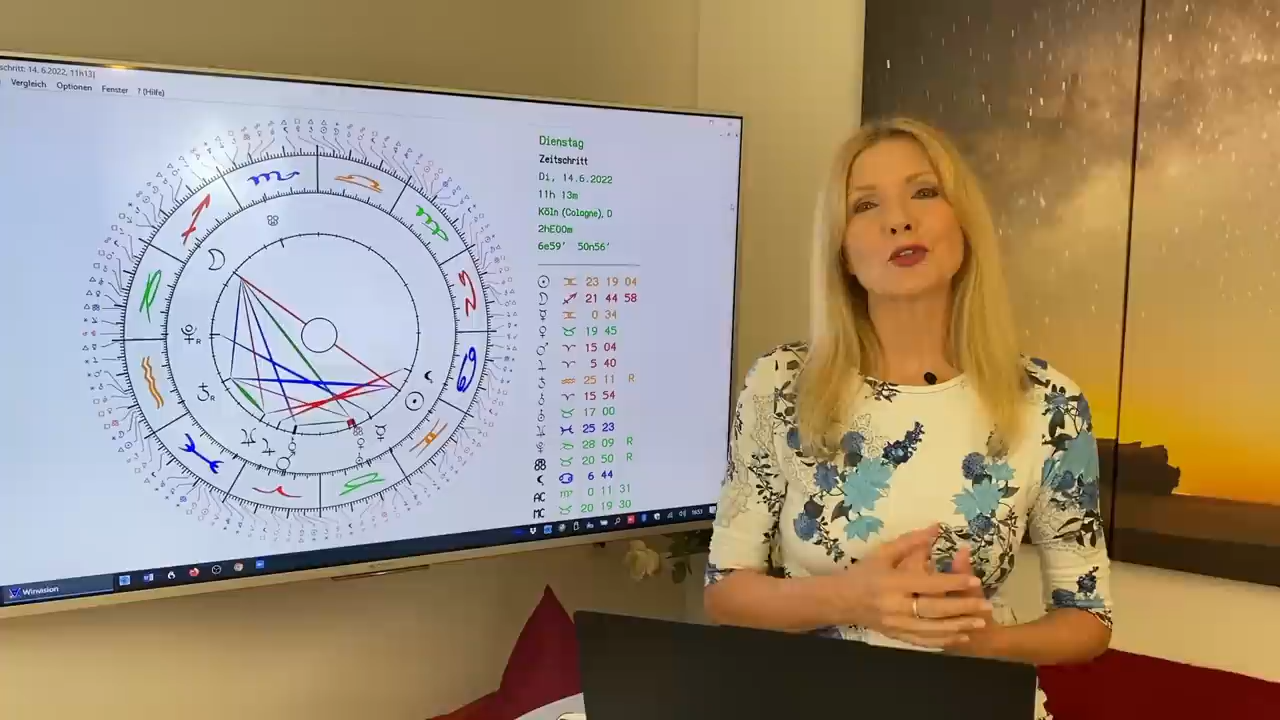 schritt: 14. 6.2022, 11h13)
Vergleich Optionen Fenster ? (Hilfe)
Dienstag
Zeitschritt
Di, 14.6.2022
11h 13m
Köln (Cologne), D
2hE00m
6e59' 50n56'
☉ ♊ 23 19 04
☽ ♐ 21 44 58
☿ ♊ 0 34
♀ ♉ 19 45
♂ ♈ 15 04
♃ ♈ 5 40
♄ ♒ 25 11 R
⚷ ♈ 15 54
♅ ♉ 17 00
♆ ♓ 25 23
28 09 R
☊ ♉ 20 50 R
⚸ ♋ 6 44
AC ♍ 0 11 31
MC ♉ 20 19 30
Winvision
16:53